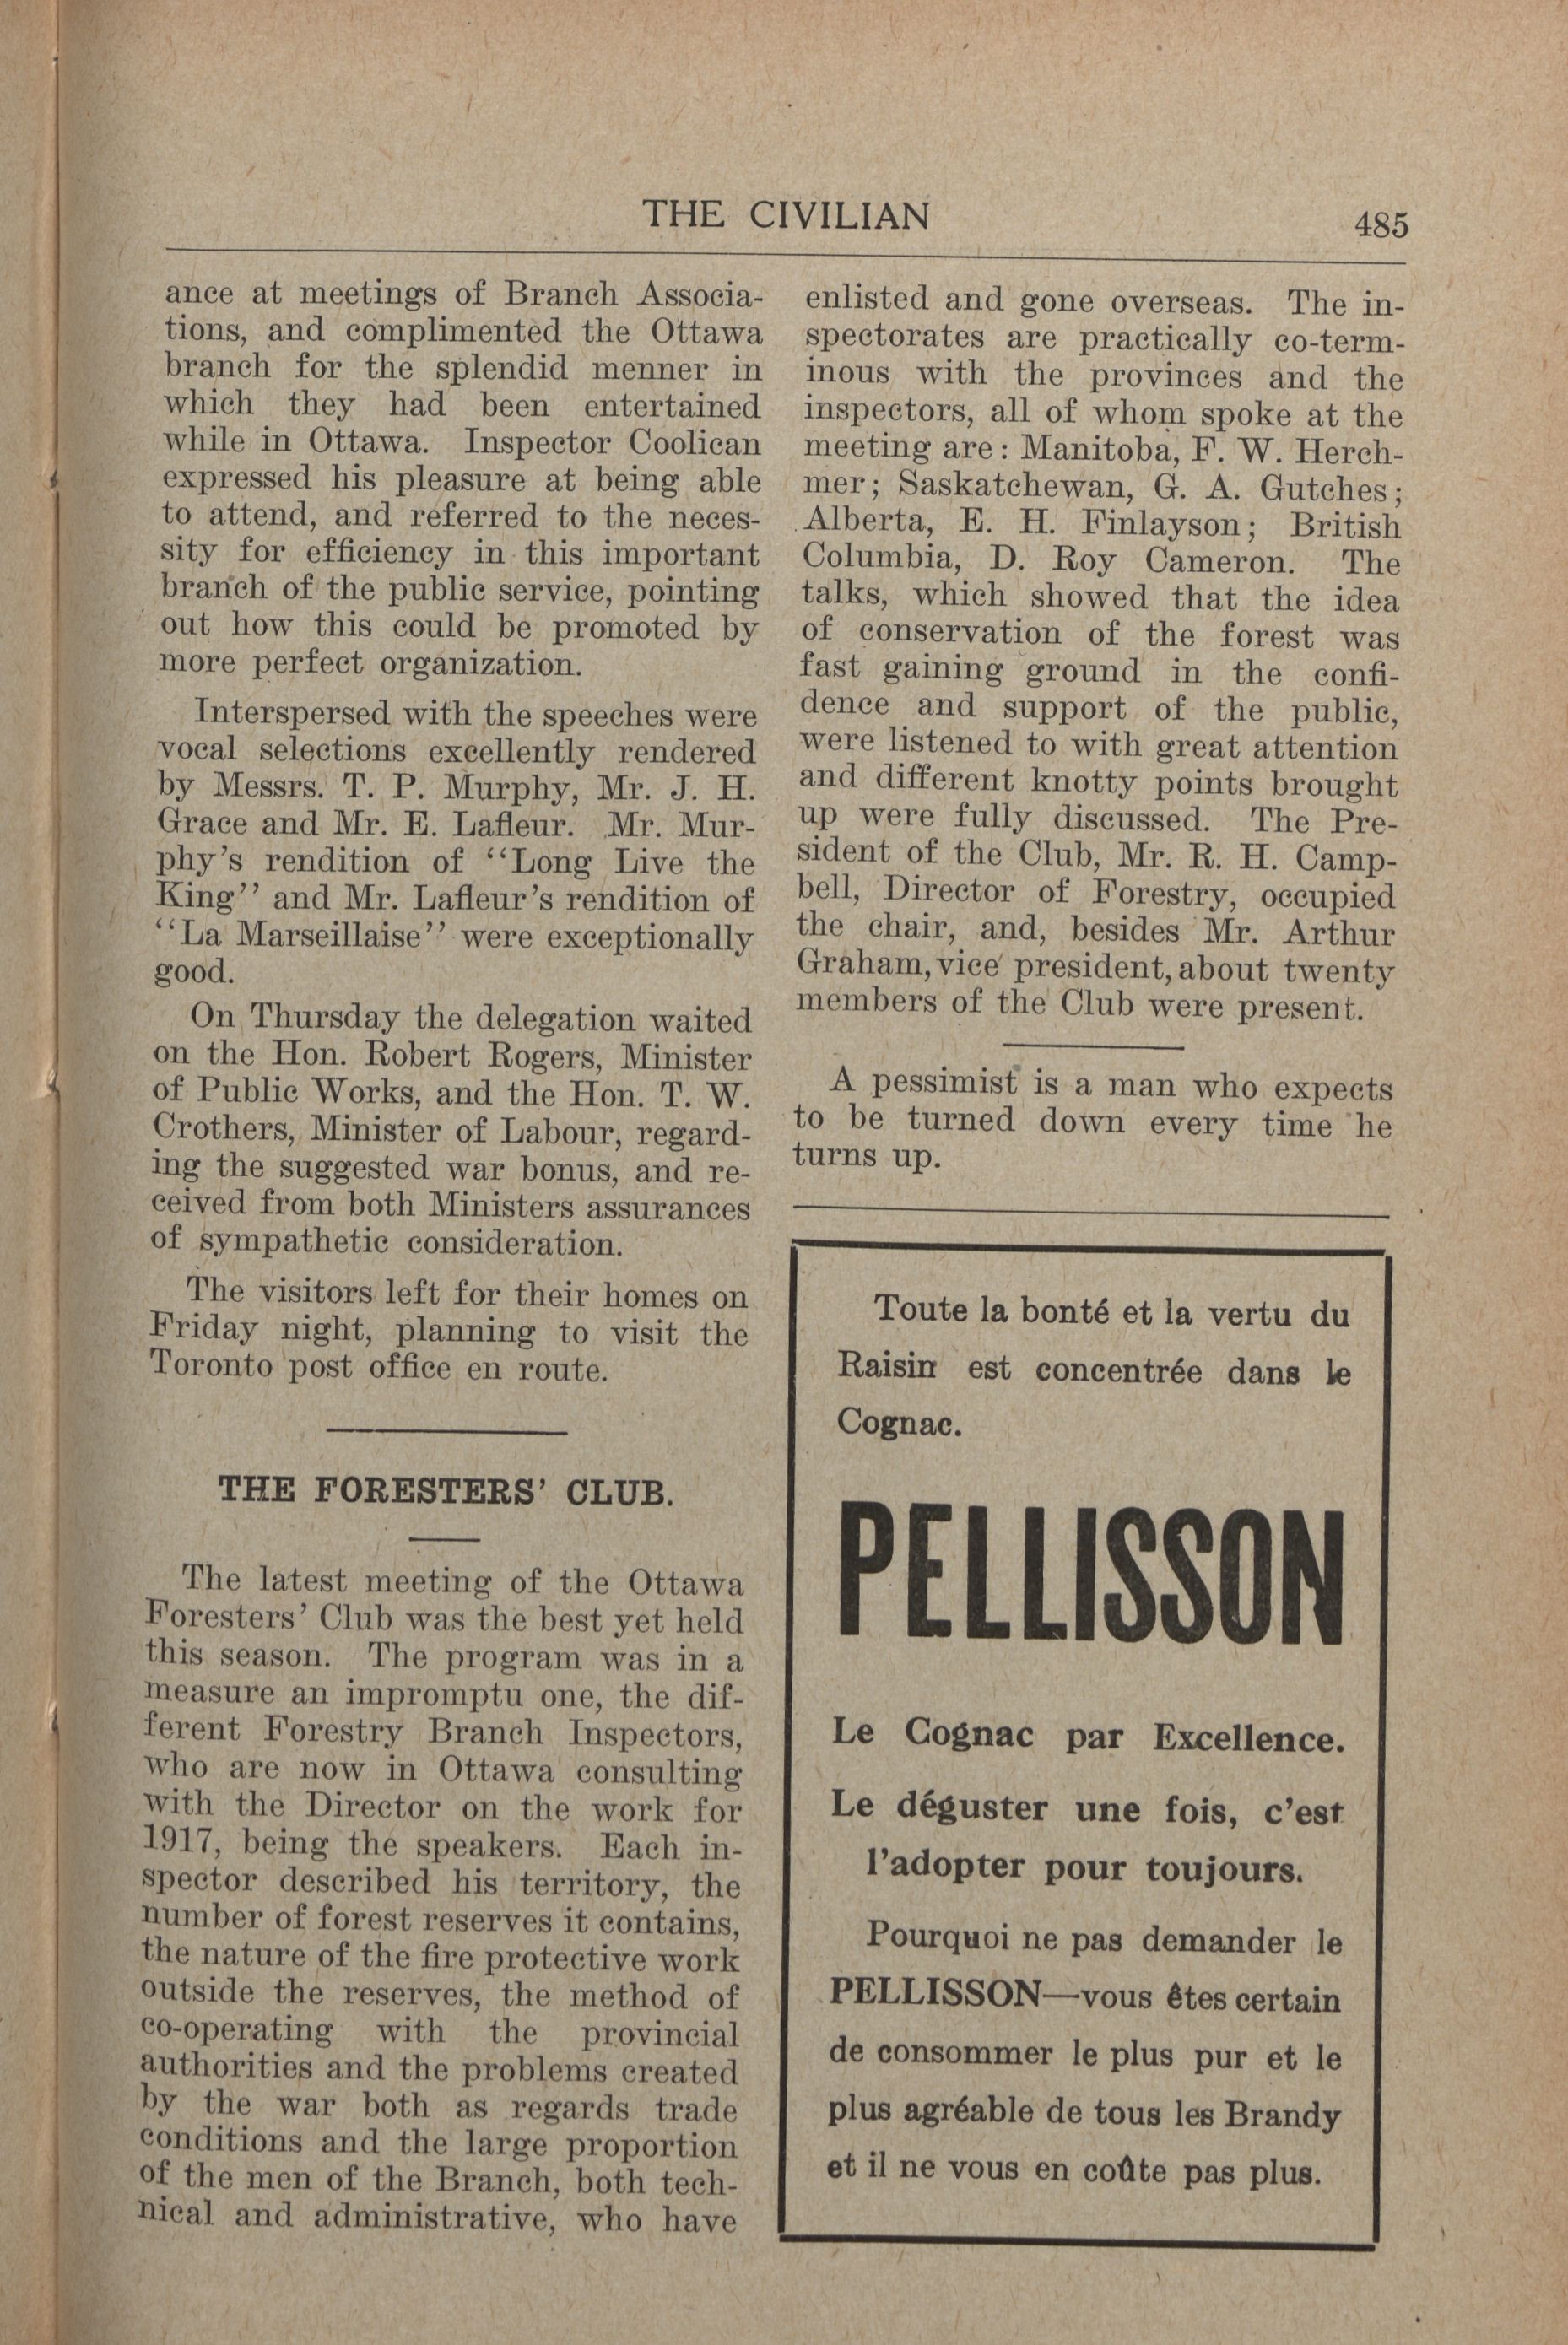 THE CIVILIAN
485
ance at meetings of Branch Associa-
tions, and complimented the Ottawa
branch for the splendid menner in
which they had been entertained
while in Ottawa. Inspector Coolican
expressed his pleasure at being able
to attend, and referred to the neces-
sity for efficiency in this important
branch of the public service, pointing
out how this could be promoted by
more perfect organization.
Interspersed with the speeches were
vocal selections excellently rendered
by Messrs. T. P. Murphy, Mr. J. H.
Grace and Mr. E. Lafleur. Mr. Mur-
phy's rendition of "Long Live the
King" and Mr. Lafleur's rendition of
"La Marseillaise" were exceptionally
good.
On Thursday the delegation waited
on the Hon. Robert Rogers, Minister
of Public Works, and the Hon. T. W.
Crothers, Minister of Labour, regard-
ing the suggested war bonus, and re-
ceived from both Ministers assurances
of sympathetic consideration.
The visitors left for their homes on
Friday night, planning to visit the
Toronto post office en route.
THE FORESTERS' CLUB.
The latest meeting of the Ottawa
Foresters' Club was the best yet held
this season. The program was in a
measure an impromptu one, the dif-
ferent Forestry Branch Inspectors,
who are now in Ottawa consulting
with the Director on the work for
1917, being the speakers. Each in-
spector described his territory, the
number of forest reserves it contains,
the nature of the fire protective work
outside the reserves, the method of
co-operating with the provincial
authorities and the problems created
by the war both as regards trade
conditions and the large proportion
of the men of the Branch, both tech-
nical and administrative, who have
enlisted and gone overseas. The in-
spectorates are practically co-term-
inous with the provinces and the
inspectors, all of whom spoke at the
meeting are: Manitoba, F. W. Herch-
mer; Saskatchewan, G. A. Gutches;
Alberta, E. H. Finlayson; British
Columbia, D. Roy Cameron. The
talks, which showed that the idea
of conservation of the forest was
fast gaining ground in the confi-
dence and support of the public,
were listened to with great attention
and different knotty points brought
up were fully discussed. The Pre-
sident of the Club, Mr. R. H. Camp-
bell, Director of Forestry, occupied
the chair, and, besides Mr. Arthur
Graham, vice president, about twenty
members of the Club were present.
A pessimist is a man who expects
to be turned down every time he
turns up.
Toute la bonté et la vertu du
Raisin est concentrée dans le
Cognac.
PELLISSON
Le Cognac par Excellence.
Le déguster une fois, c'est
l'adopter pour toujours.
Pourquoi ne pas demander le
PELLISSON—vous êtes certain
de consommer le plus pur et le
plus agréable de tous les Brandy
et il ne vous en coûte pas plus.